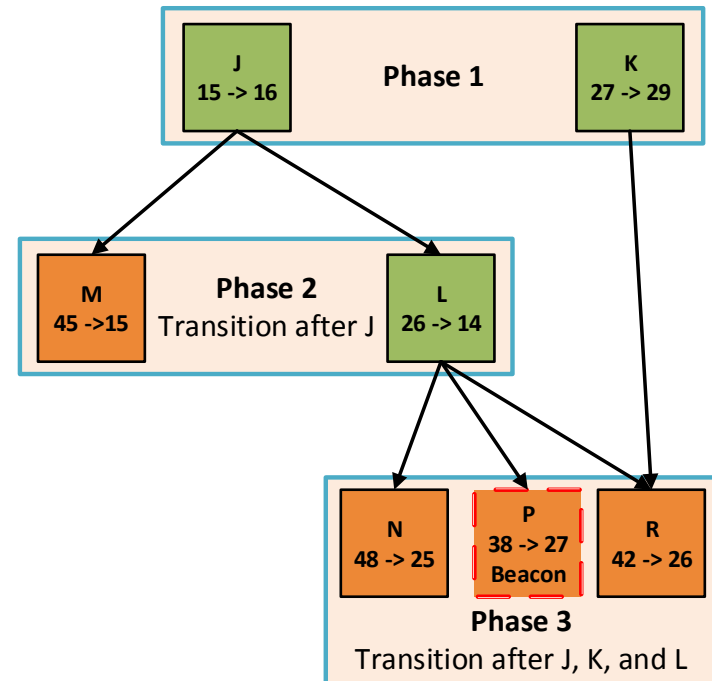 J
15 -> 16
Phase 1
K
27 -> 29
M
45 ->15
Phase 2
Transition after J
L
26 -> 14
N
48 -> 25
P
38 -> 27
Beacon
R
42 -> 26
Phase 3
Transition after J, K, and L